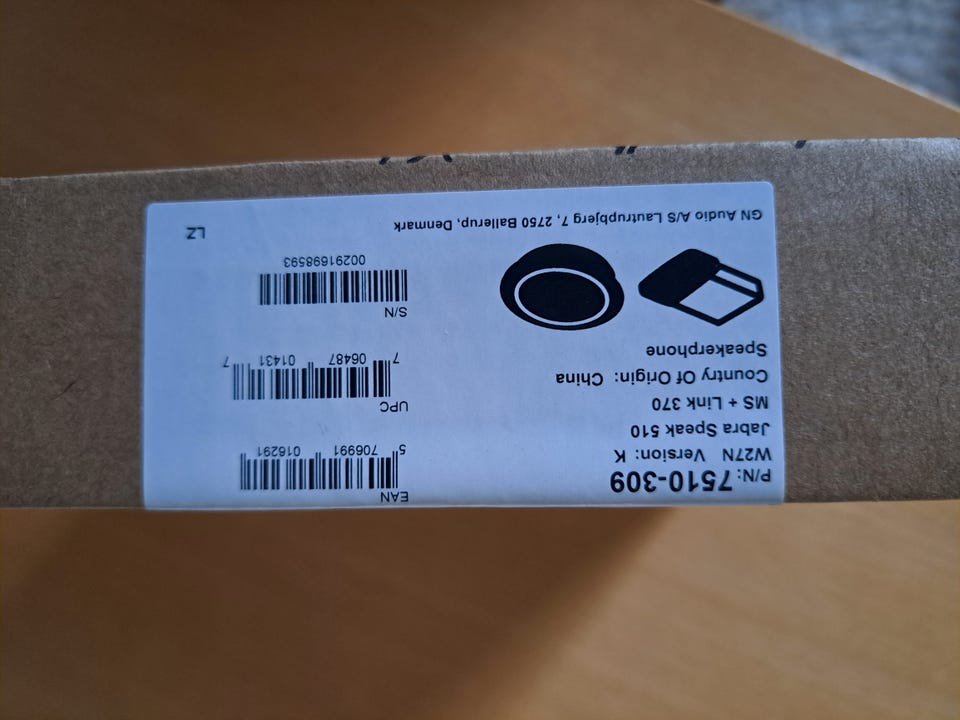 P/N: 7510-309
W27N Version: K
Jabra Speak 510
MS + Link 370
Country Of Origin: China
Speakerphone
GN Audio A/S Lautrupbjerg 7, 2750 Ballerup, Denmark
EAN
5 706991 016291
UPC
7 06487 01431 7
S/N
00291698593
LZ